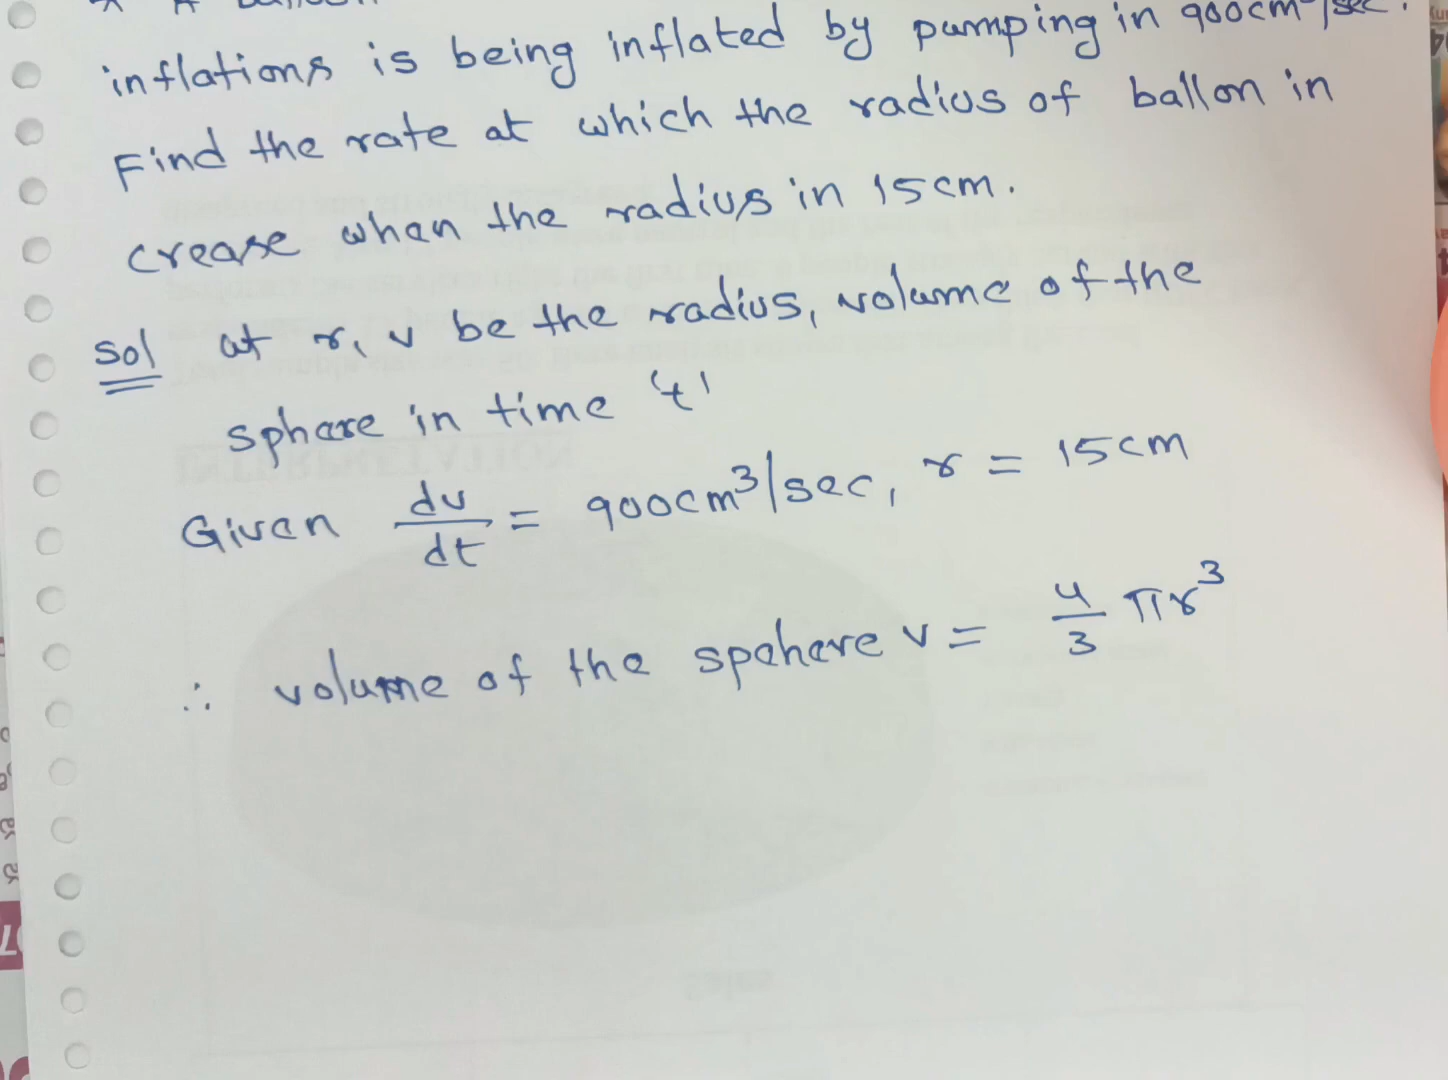 inflations is being inflated by pumping in 900cm³/sec.
Find the rate at which the radius of ballon in
crease when the radius in 15cm.
Sol at r, v be the radius, volume of the
sphere in time 't'
Given dv/dt = 900cm³/sec, r = 15cm
∴ volume of the spehere v = 4/3 πr³